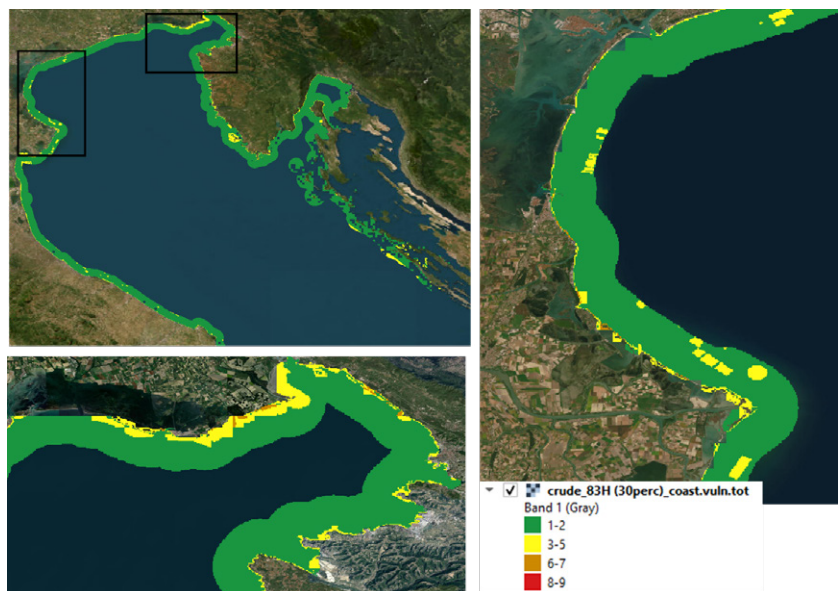 crude_83H (30perc)_coast.vuln.tot
Band 1 (Gray)
1-2
3-5
6-7
8-9